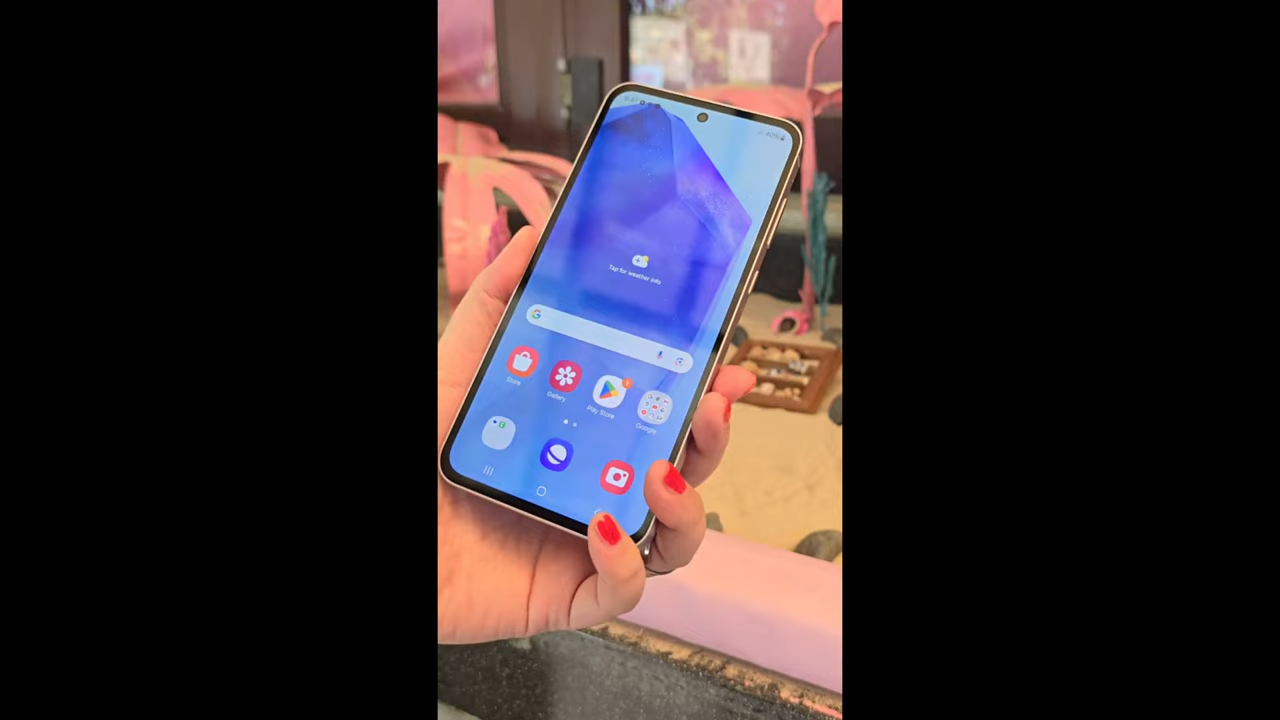 Tap for weather info
Store
Gallery
Play Store
Google